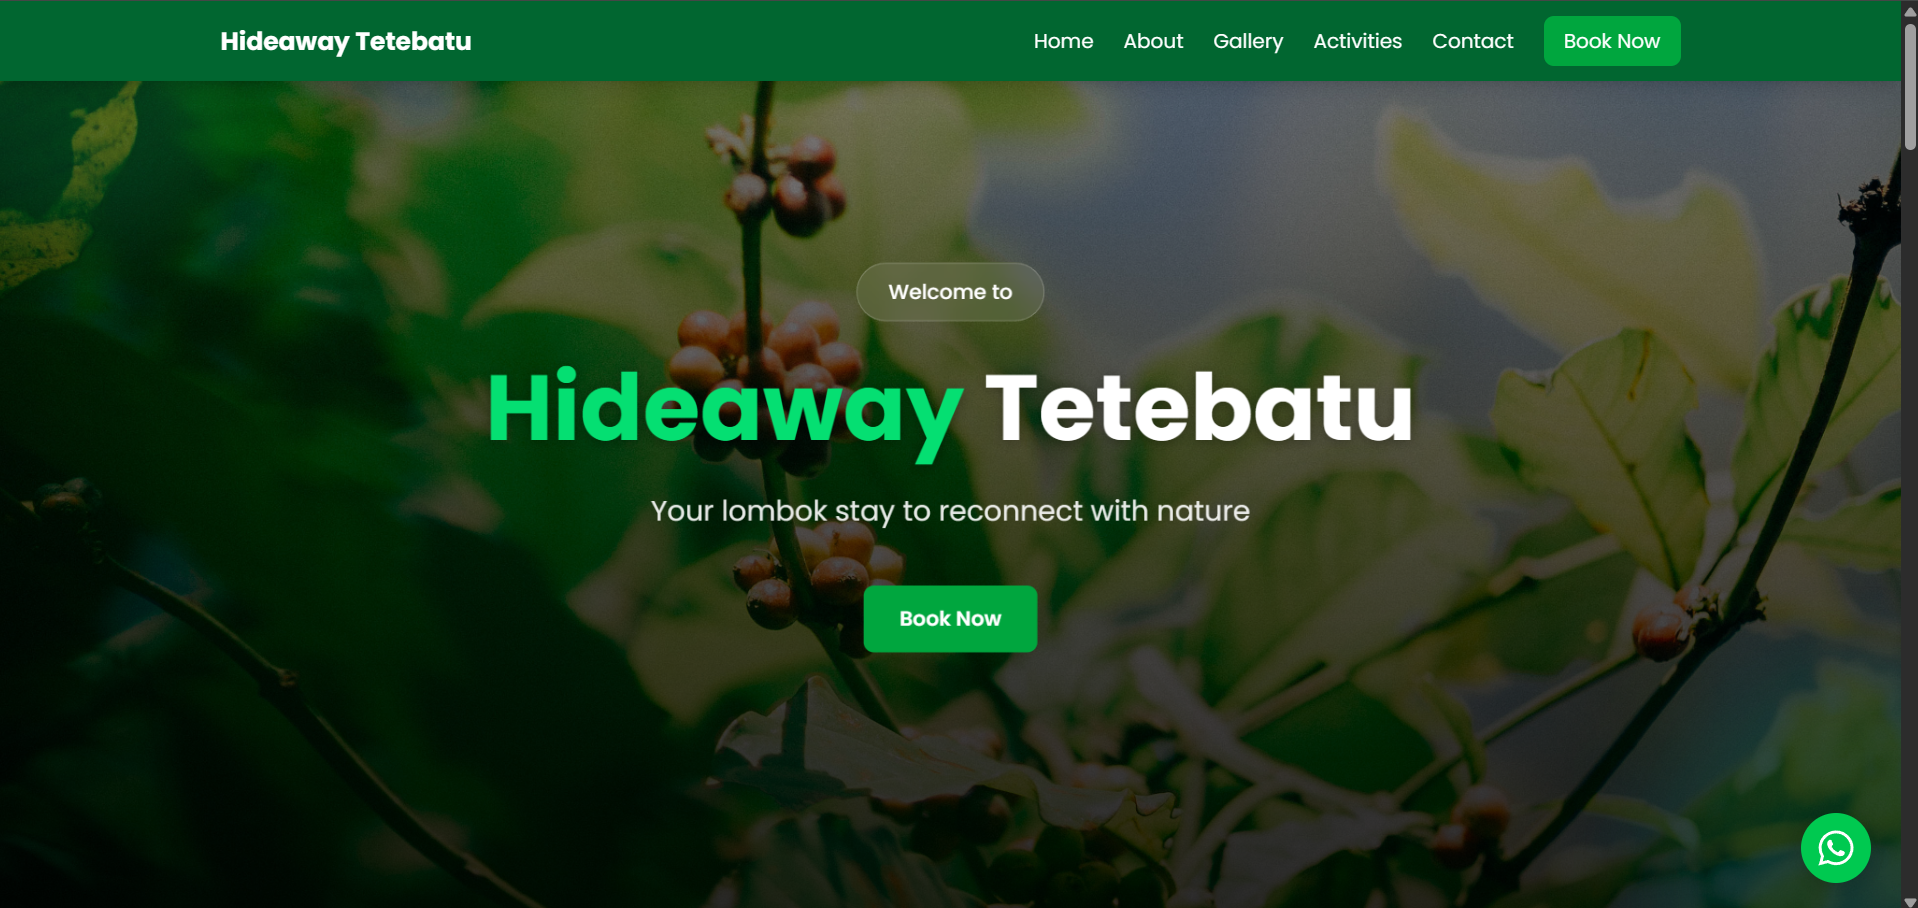 Hideaway Tetebatu
Home About Gallery Activities Contact Book Now
Welcome to
Hideaway Tetebatu
Your lombok stay to reconnect with nature
Book Now